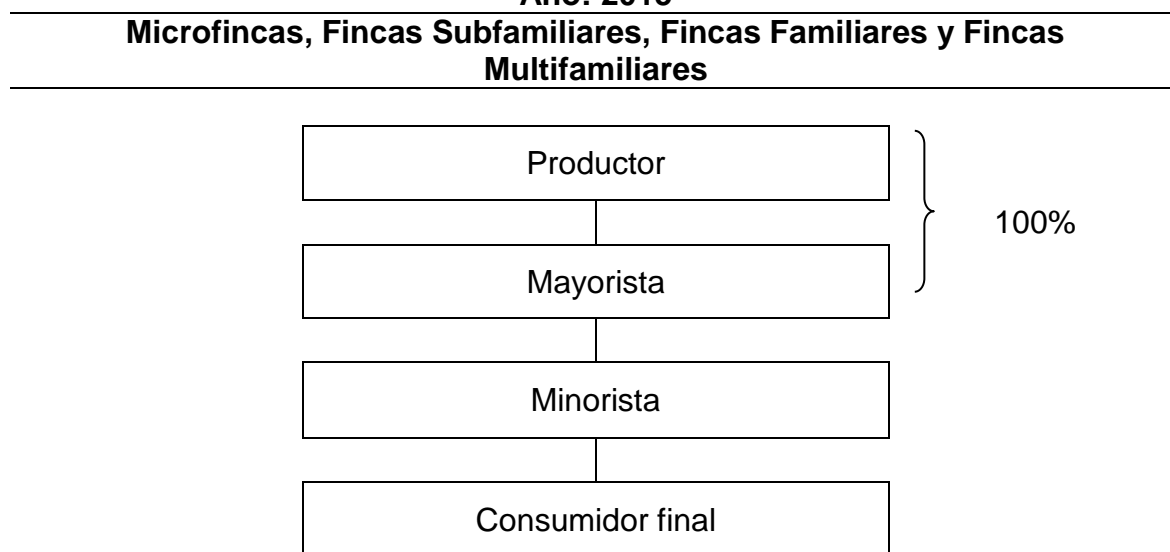 Microfincas, Fincas Subfamiliares, Fincas Familiares y Fincas
Multifamiliares
Productor
100%
Mayorista
Minorista
Consumidor final